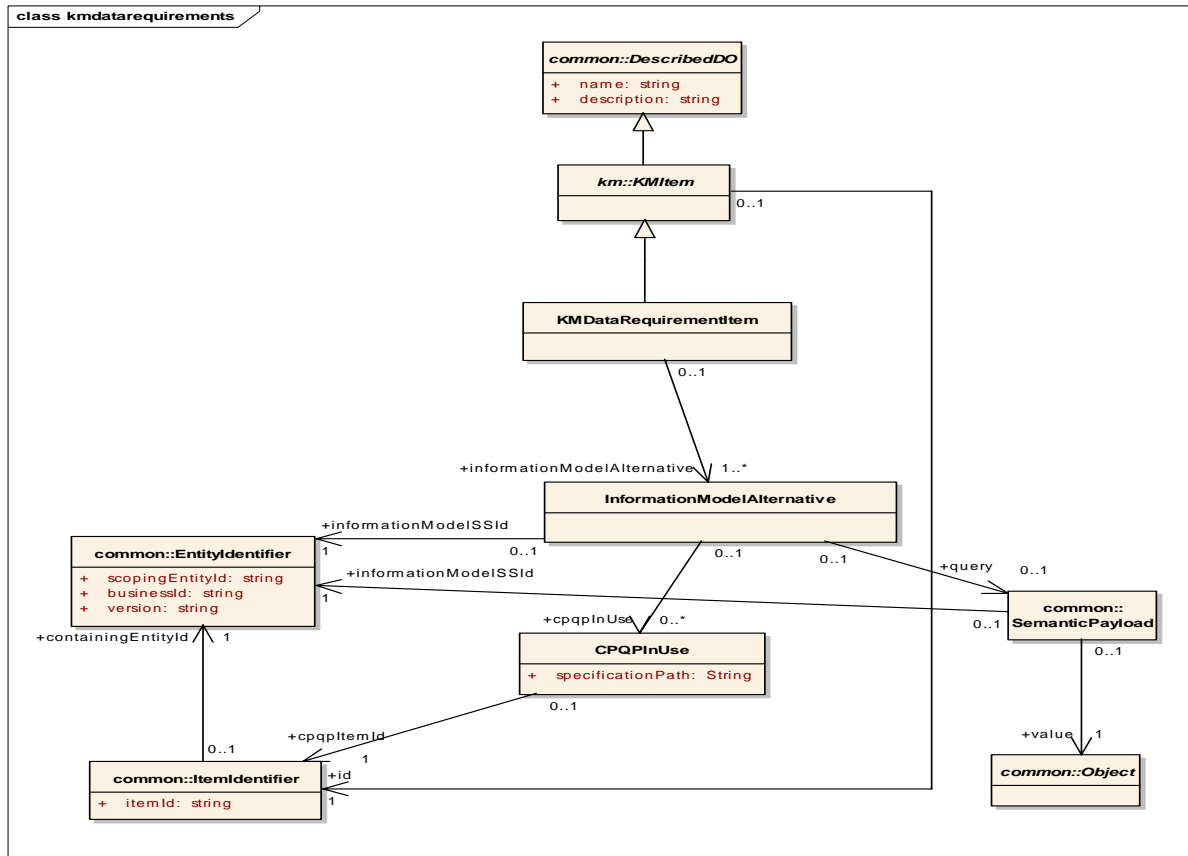 class kmdatarequirements
common::DescribedDO
+ name: string
+ description: string
km::KMItem
0..1
KMDataRequirementItem
0..1
+informationModelAlternative 1..*
InformationModelAlternative
+informationModelSSId
1
0..1
0..1
0..1
common::EntityIdentifier
+ scopingEntityId: string
+ businessId: string
+ version: string
+informationModelSSId
1
+query
0..1
0..1
common::
SemanticPayload
0..1
+containingEntityId 1
+cpqpInUse 0..*
CPQPInUse
+ specificationPath: String
0..1
+cpqpItemId
1
0..1
common::ItemIdentifier
+ itemId: string
+id
1
+value 1
common::Object